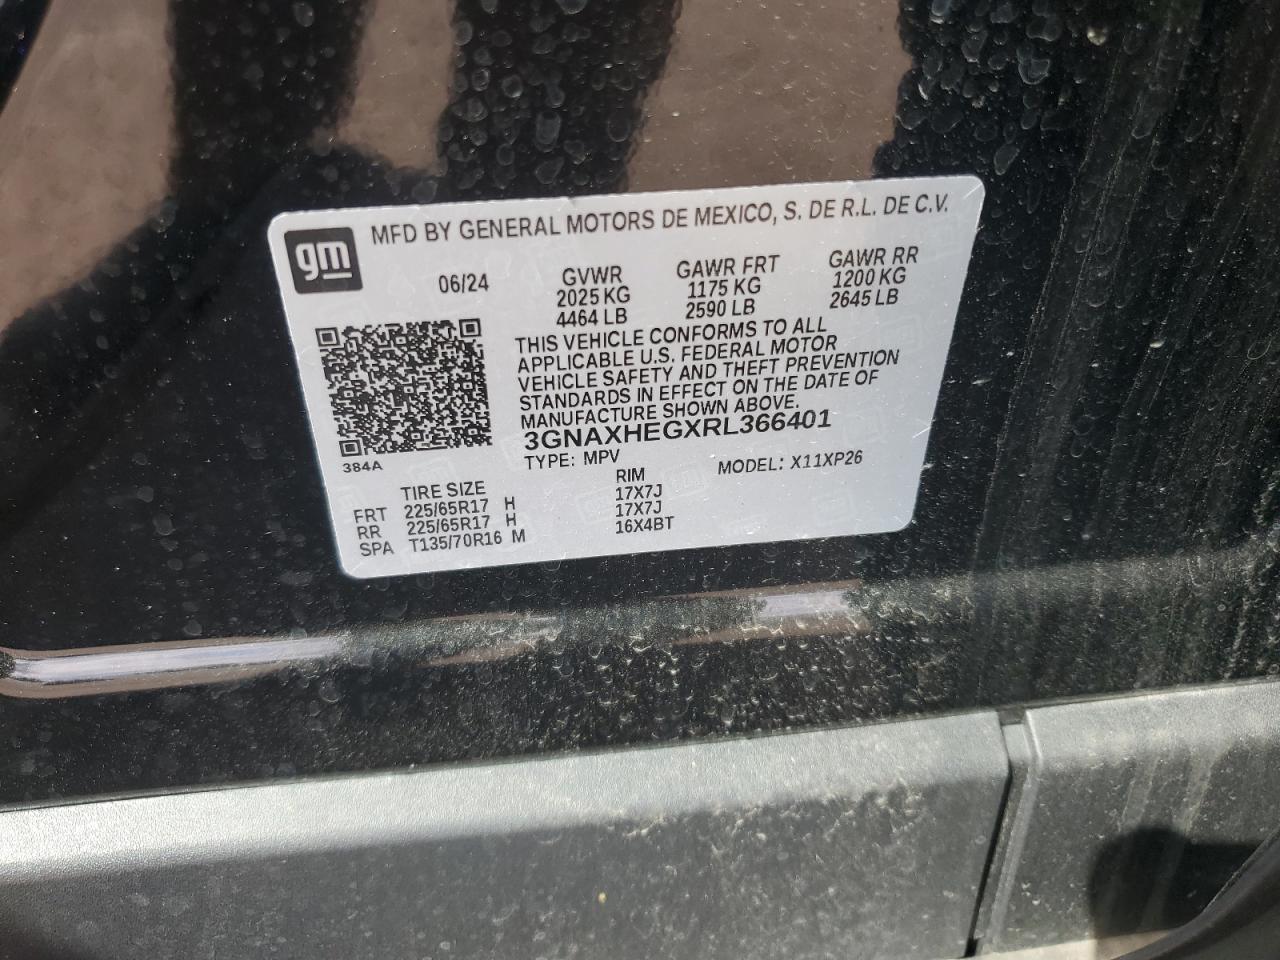 gm
MFD BY GENERAL MOTORS DE MEXICO, S. DE R.L. DE C.V.
06/24 GVWR GAWR FRT GAWR RR
2025 KG 1175 KG 1200 KG
4464 LB 2590 LB 2645 LB
THIS VEHICLE CONFORMS TO ALL
APPLICABLE U.S. FEDERAL MOTOR
VEHICLE SAFETY AND THEFT PREVENTION
STANDARDS IN EFFECT ON THE DATE OF
MANUFACTURE SHOWN ABOVE.
3GNAXHEGXRL366401
384A
TYPE: MPV MODEL: X11XP26
TIRE SIZE RIM
FRT 225/65R17 H 17X7J
RR 225/65R17 H 17X7J
SPA T135/70R16 M 16X4BT